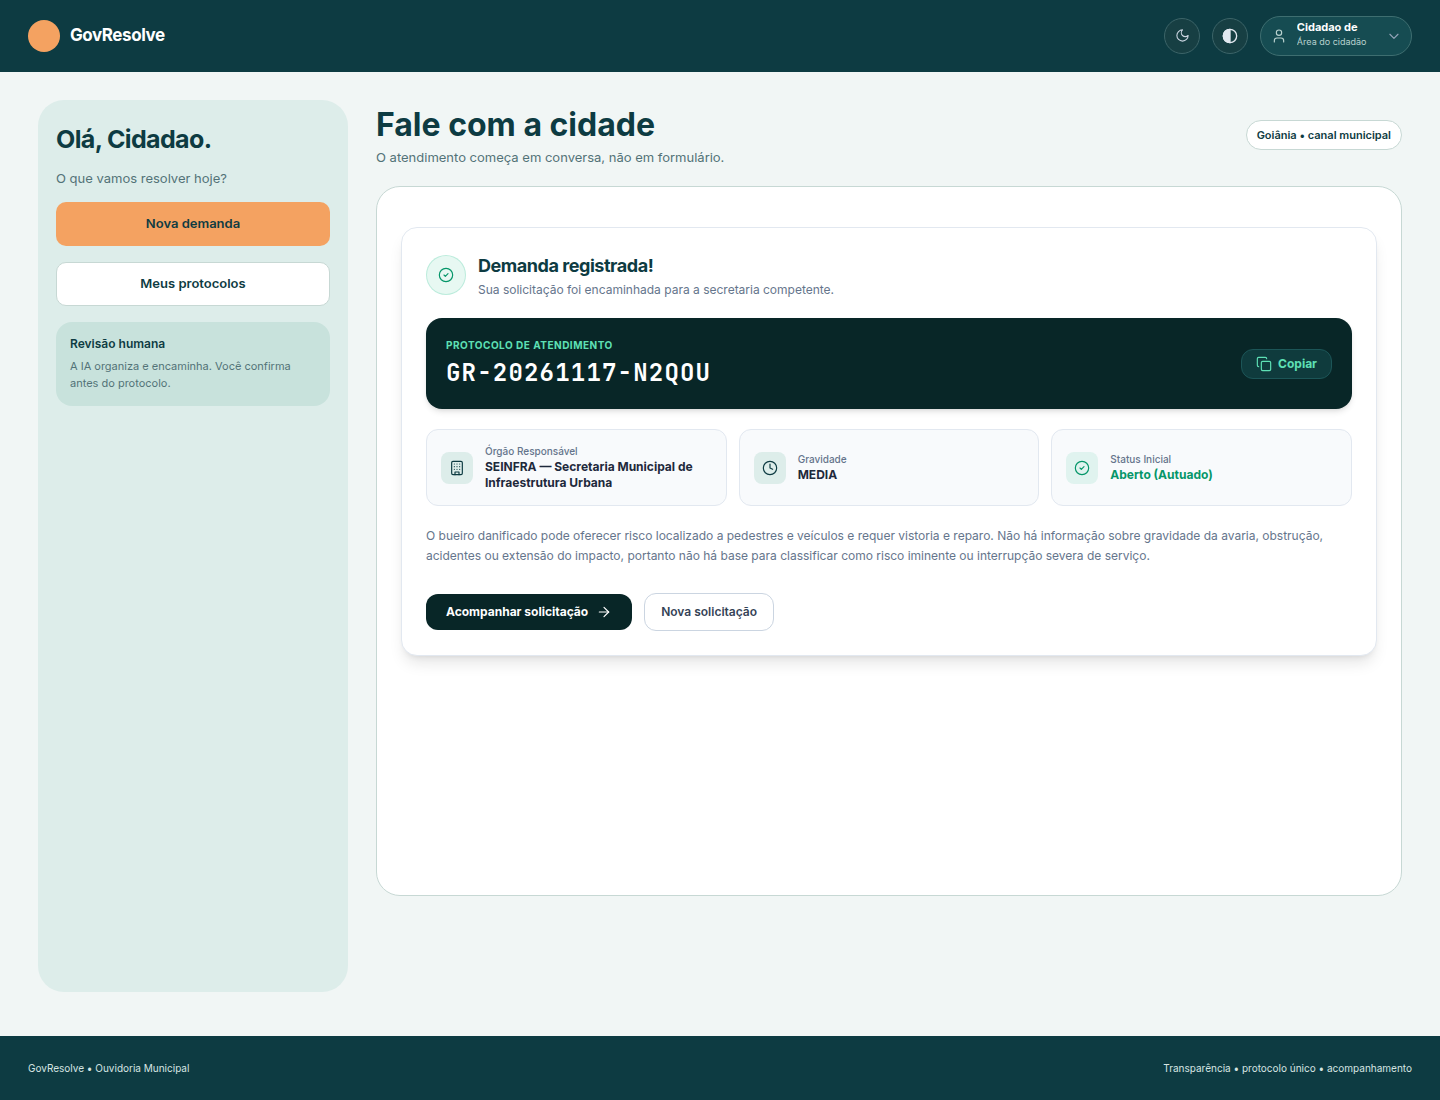 GovResolve
Cidadao de
Área do cidadão
Olá, Cidadao.
O que vamos resolver hoje?
Nova demanda
Meus protocolos
Revisão humana
A IA organiza e encaminha. Você confirma
antes do protocolo.
Fale com a cidade
O atendimento começa em conversa, não em formulário.
Goiânia • canal municipal
Demanda registrada!
Sua solicitação foi encaminhada para a secretaria competente.
PROTOCOLO DE ATENDIMENTO
GR-20261117-N2QOU
Copiar
Órgão Responsável
SEINFRA — Secretaria Municipal de
Infraestrutura Urbana
Gravidade
MEDIA
Status Inicial
Aberto (Autuado)
O bueiro danificado pode oferecer risco localizado a pedestres e veículos e requer vistoria e reparo. Não há informação sobre gravidade da avaria, obstrução,
acidentes ou extensão do impacto, portanto não há base para classificar como risco iminente ou interrupção severa de serviço.
Acompanhar solicitação
Nova solicitação
GovResolve • Ouvidoria Municipal
Transparência • protocolo único • acompanhamento